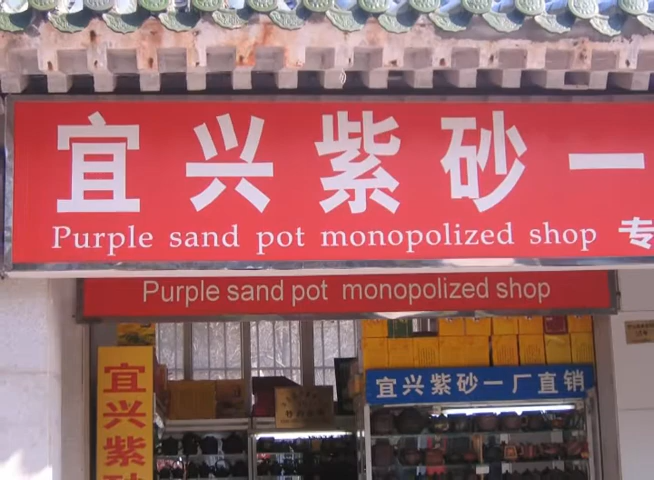 宜兴紫砂一
Purple sand pot monopolized shop 专
Purple sand pot monopolized shop
宜兴紫砂一厂直销
宜兴紫砂